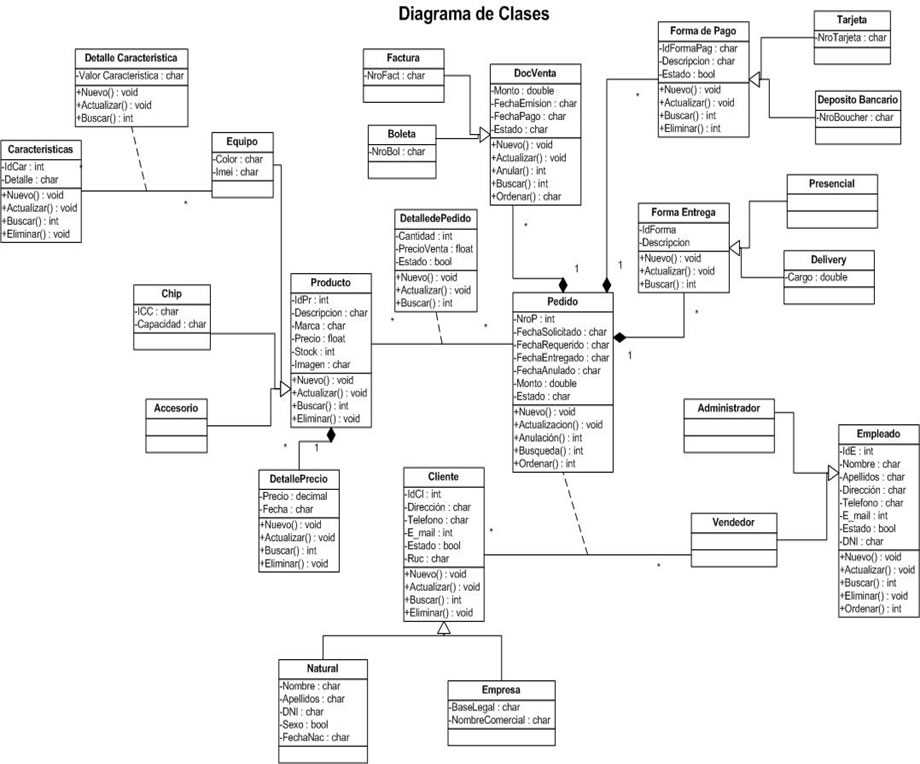 Diagrama de Clases
Detalle Caracteristica
-Valor Caracteristica : char
+Nuevo() : void
+Actualizar() : void
+Buscar() : int
Caracteristicas
-IdCar : int
-Detalle : char
+Nuevo() : void
+Actualizar() : void
+Buscar() : int
+Eliminar() : void
*
*
Equipo
-Color : char
-Imei : char
Factura
-NroFact : char
Boleta
-NroBol : char
DocVenta
-Monto : double
-FechaEmision : char
-FechaPago : char
-Estado : char
+Nuevo() : void
+Actualizar() : void
+Anular() : int
+Buscar() : int
+Ordenar() : char
*
1
Forma de Pago
-IdFormaPag : char
-Descripcion : char
-Estado : bool
+Nuevo() : void
+Actualizar() : void
+Buscar() : int
+Eliminar() : int
*
1
Tarjeta
-NroTarjeta : char
Deposito Bancario
-NroBoucher : char
Presencial
Forma Entrega
-IdForma
-Descripcion
+Nuevo() : void
+Actualizar() : void
+Buscar() : int
*
1
Delivery
-Cargo : double
DetalledePedido
-Cantidad : int
-PrecioVenta : float
-Estado : bool
+Nuevo() : void
+Actualizar() : void
+Buscar() : int
*
*
Chip
-ICC : char
-Capacidad : char
Accesorio
Producto
-IdPr : int
-Descripcion : char
-Marca : char
-Precio : float
-Stock : int
-Imagen : char
+Nuevo() : void
+Actualizar() : void
+Buscar() : int
+Eliminar() : void
*
1
DetallePrecio
-Precio : decimal
-Fecha : char
+Nuevo() : void
+Actualizar() : void
+Buscar() : int
+Eliminar() : void
Pedido
-NroP : int
-FechaSolicitado : char
-FechaRequerido : char
-FechaEntregado : char
-FechaAnulado : char
-Monto : double
-Estado : char
+Nuevo() : void
+Actualizacion() : void
+Anulación() : int
+Busqueda() : int
+Ordenar() : int
Administrador
Empleado
-IdE : int
-Nombre : char
-Apellidos : char
-Dirección : char
-Telefono : char
-E_mail : int
-Estado : bool
-DNI : char
+Nuevo() : void
+Actualizar() : void
+Buscar() : int
+Eliminar() : void
+Ordenar() : int
Vendedor
Cliente
-IdCl : int
-Dirección : char
-Telefono : char
-E_mail : int
-Estado : bool
-Ruc : char
+Nuevo() : void
+Actualizar() : void
+Buscar() : int
+Eliminar() : void
*
*
Natural
-Nombre : char
-Apellidos : char
-DNI : char
-Sexo : bool
-FechaNac : char
Empresa
-BaseLegal : char
-NombreComercial : char